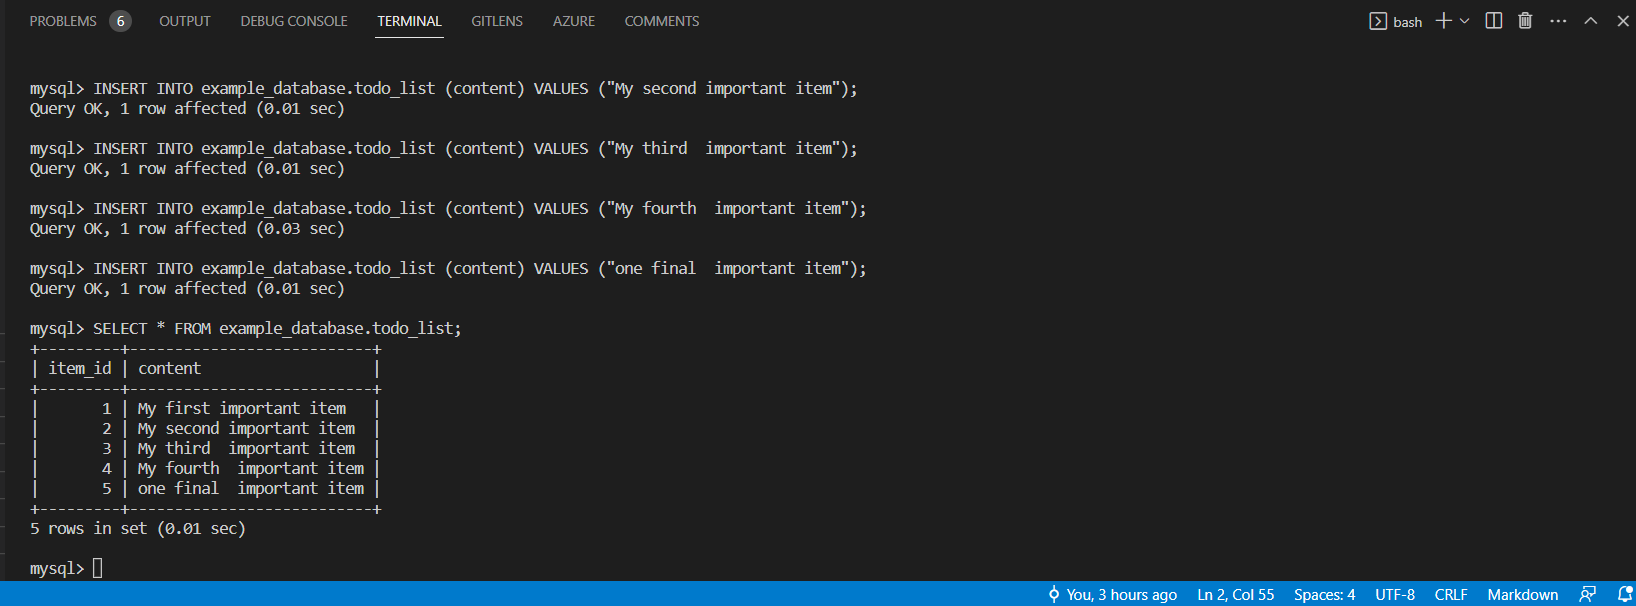 PROBLEMS 6 OUTPUT DEBUG CONSOLE TERMINAL GITLENS AZURE COMMENTS bash
mysql> INSERT INTO example_database.todo_list (content) VALUES ("My second important item");
Query OK, 1 row affected (0.01 sec)
mysql> INSERT INTO example_database.todo_list (content) VALUES ("My third  important item");
Query OK, 1 row affected (0.01 sec)
mysql> INSERT INTO example_database.todo_list (content) VALUES ("My fourth  important item");
Query OK, 1 row affected (0.03 sec)
mysql> INSERT INTO example_database.todo_list (content) VALUES ("one final  important item");
Query OK, 1 row affected (0.01 sec)
mysql> SELECT * FROM example_database.todo_list;
+---------+---------------------------+
| item_id | content                   |
+---------+---------------------------+
|       1 | My first important item   |
|       2 | My second important item  |
|       3 | My third  important item  |
|       4 | My fourth  important item |
|       5 | one final  important item |
+---------+---------------------------+
5 rows in set (0.01 sec)
mysql>
You, 3 hours ago Ln 2, Col 55 Spaces: 4 UTF-8 CRLF Markdown